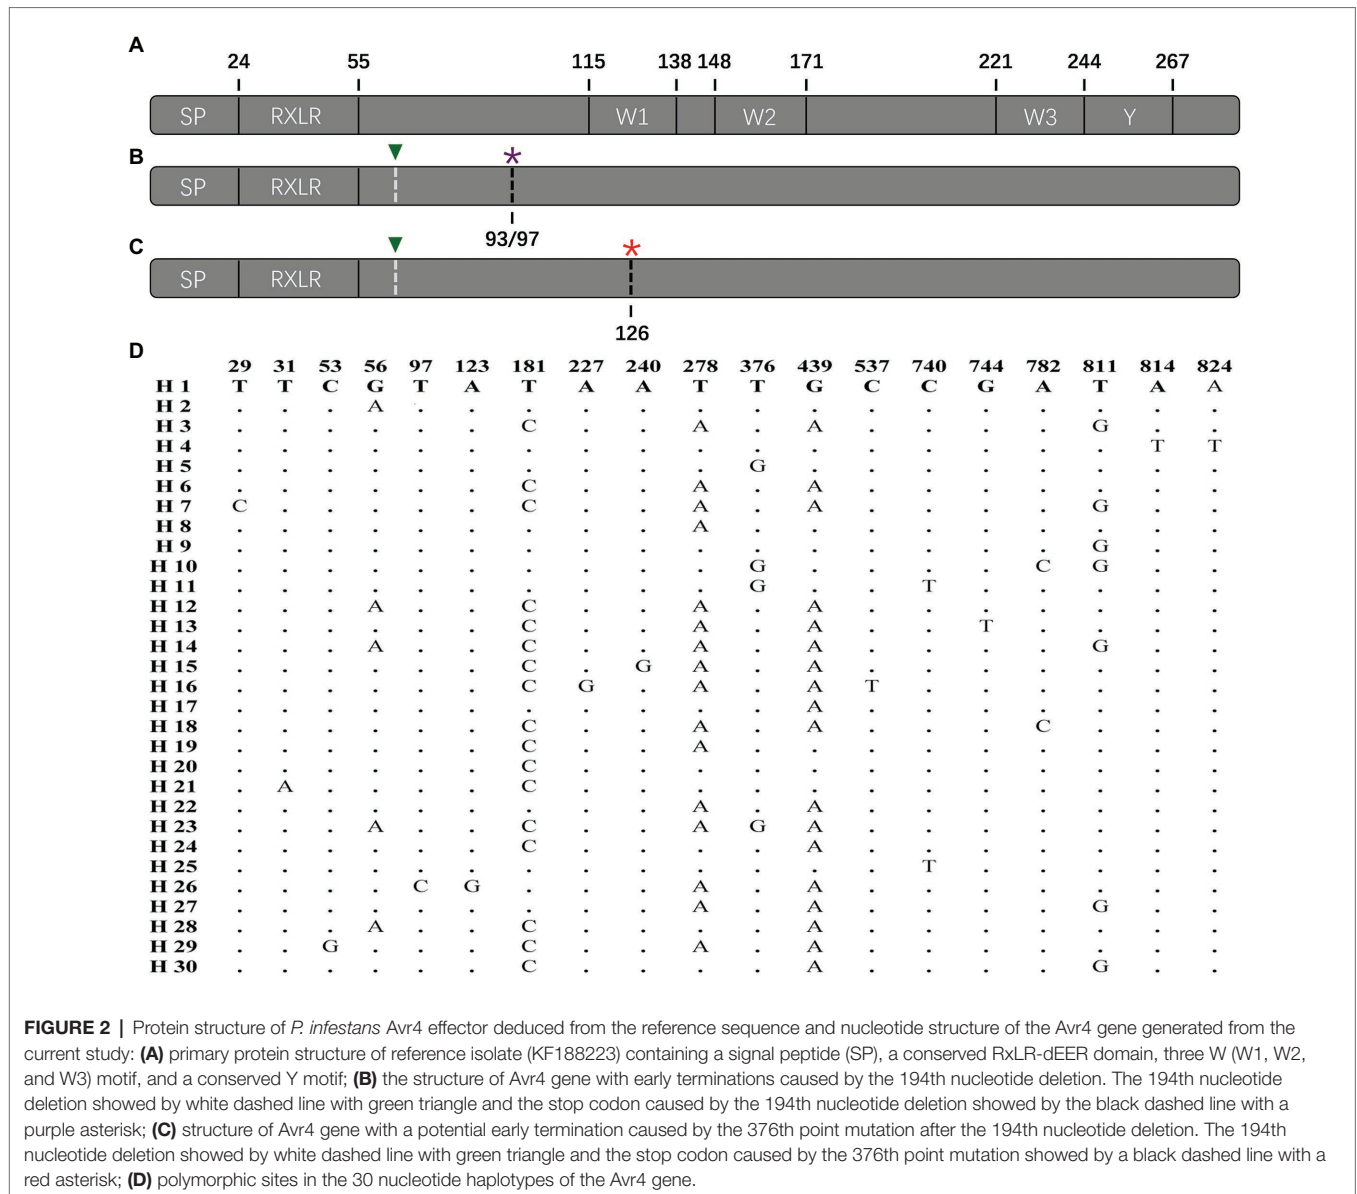 A
24 55 115 138 148 171 221 244 267
SP RXLR W1 W2 W3 Y
B
*
SP RXLR
93/97
C
*
SP RXLR
126
D
29 31 53 56 97 123 181 227 240 278 376 439 537 740 744 782 811 814 824
H 1 T T C G T A T A A T T G C C G A T A A
H 2 . . . A . . . . . . . . . . . . . . .
H 3 . . . . . . C . . A . A . . . . G . .
H 4 . . . . . . . . . . . . . . . . . T T
H 5 . . . . . . . . . . G . . . . . . . .
H 6 . . . . . . C . . A . A . . . . . . .
H 7 C . . . . . C . . A . A . . . . G . .
H 8 . . . . . . . . . A . . . . . . . . .
H 9 . . . . . . . . . . . . . . . . G . .
H 10 . . . . . . . . . . G . . . . C G . .
H 11 . . . . . . . . . . G . . T . . . . .
H 12 . . . A . . C . . A . A . . . . . . .
H 13 . . . . . . C . . A . A . . T . . . .
H 14 . . . A . . C . . A . A . . . . G . .
H 15 . . . . . . C . G A . A . . . . . . .
H 16 . . . . . . C G . A . A T . . . . . .
H 17 . . . . . . . . . . . A . . . . . . .
H 18 . . . . . . C . . A . A . . . C . . .
H 19 . . . . . . C . . A . . . . . . . . .
H 20 . . . . . . C . . . . . . . . . . . .
H 21 . A . . . . C . . . . . . . . . . . .
H 22 . . . . . . . . . A . A . . . . . . .
H 23 . . . A . . C . . A G A . . . . . . .
H 24 . . . . . . C . . . . A . . . . . . .
H 25 . . . . . . . . . . . . . T . . . . .
H 26 . . . . C G . . . A . A . . . . . . .
H 27 . . . . . . . . . A . A . . . . G . .
H 28 . . . A . . C . . . . A . . . . . . .
H 29 . . G . . . C . . A . A . . . . . . .
H 30 . . . . . . C . . . . A . . . . G . .
FIGURE 2 | Protein structure of P. infestans Avr4 effector deduced from the reference sequence and nucleotide structure of the Avr4 gene generated from the
current study: (A) primary protein structure of reference isolate (KF188223) containing a signal peptide (SP), a conserved RxLR-dEER domain, three W (W1, W2,
and W3) motif, and a conserved Y motif; (B) the structure of Avr4 gene with early terminations caused by the 194th nucleotide deletion. The 194th nucleotide
deletion showed by white dashed line with green triangle and the stop codon caused by the 194th nucleotide deletion showed by the black dashed line with a
purple asterisk; (C) structure of Avr4 gene with a potential early termination caused by the 376th point mutation after the 194th nucleotide deletion. The 194th
nucleotide deletion showed by white dashed line with green triangle and the stop codon caused by the 376th point mutation showed by a black dashed line with a
red asterisk; (D) polymorphic sites in the 30 nucleotide haplotypes of the Avr4 gene.